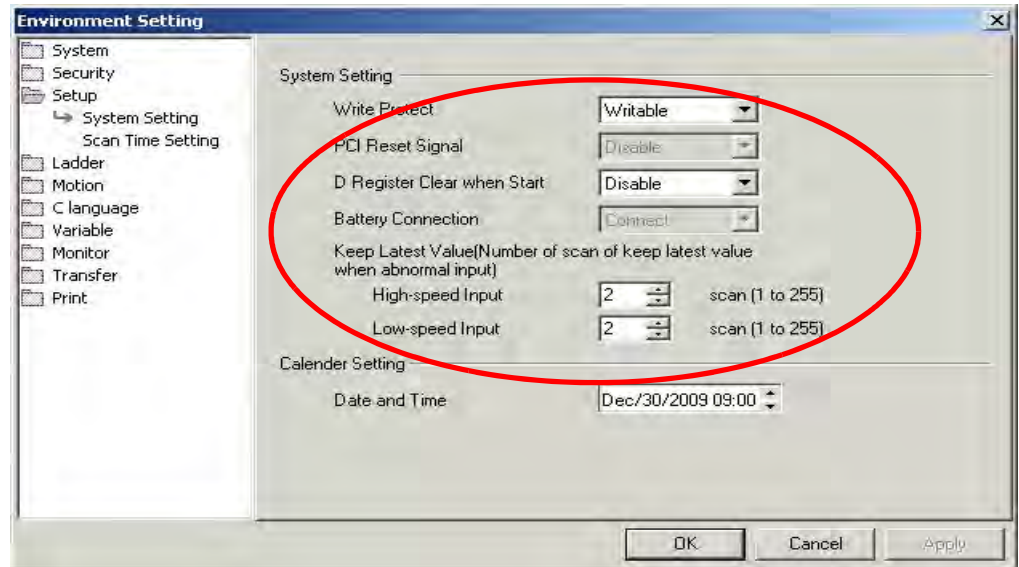 Environment Setting
System
Security
Setup
System Setting
Scan Time Setting
Ladder
Motion
C language
Variable
Monitor
Transfer
Print
System Setting
Write Protect Writable
PCI Reset Signal Disable
D Register Clear when Start Disable
Battery Connection Connect
Keep Latest Value(Number of scan of keep latest value
when abnormal input)
High-speed Input 2 scan (1 to 255)
Low-speed Input 2 scan (1 to 255)
Calender Setting
Date and Time Dec/30/2009 09:00
OK Cancel Apply